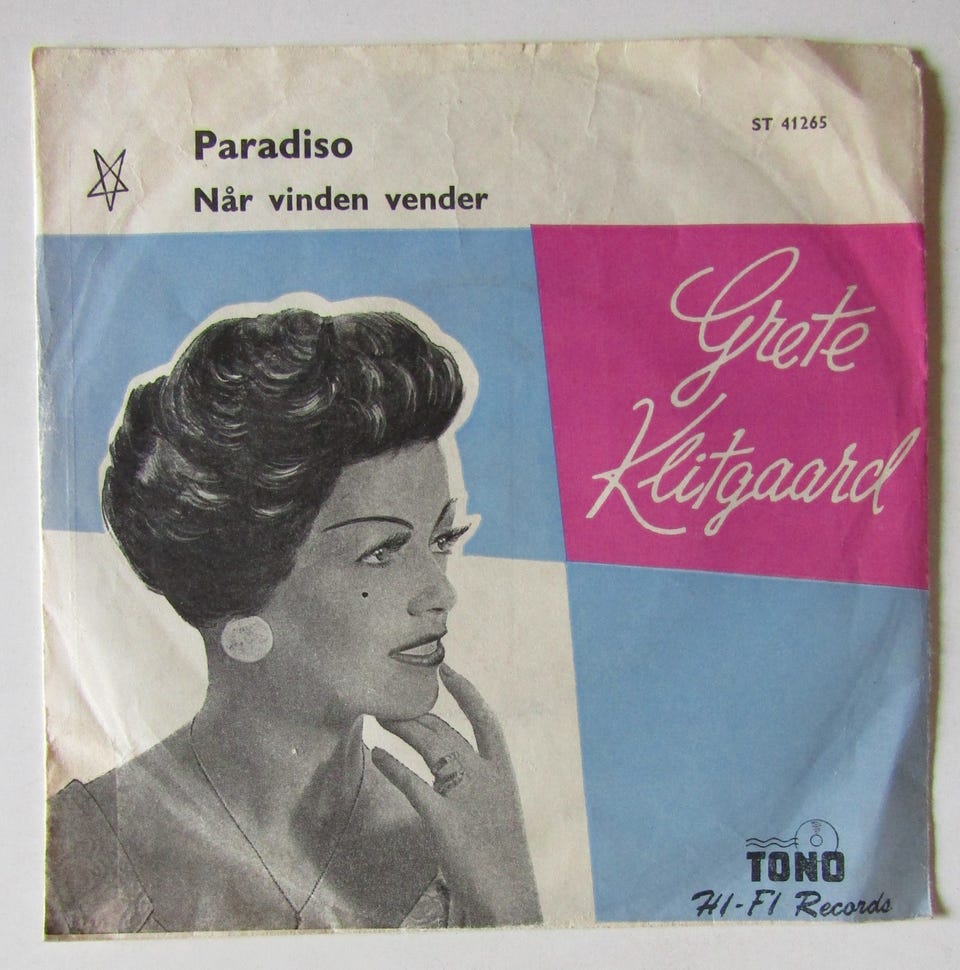 ST 41265
Paradiso
Når vinden vender
Grete
Klitgaard
TONO
HI-FI Records